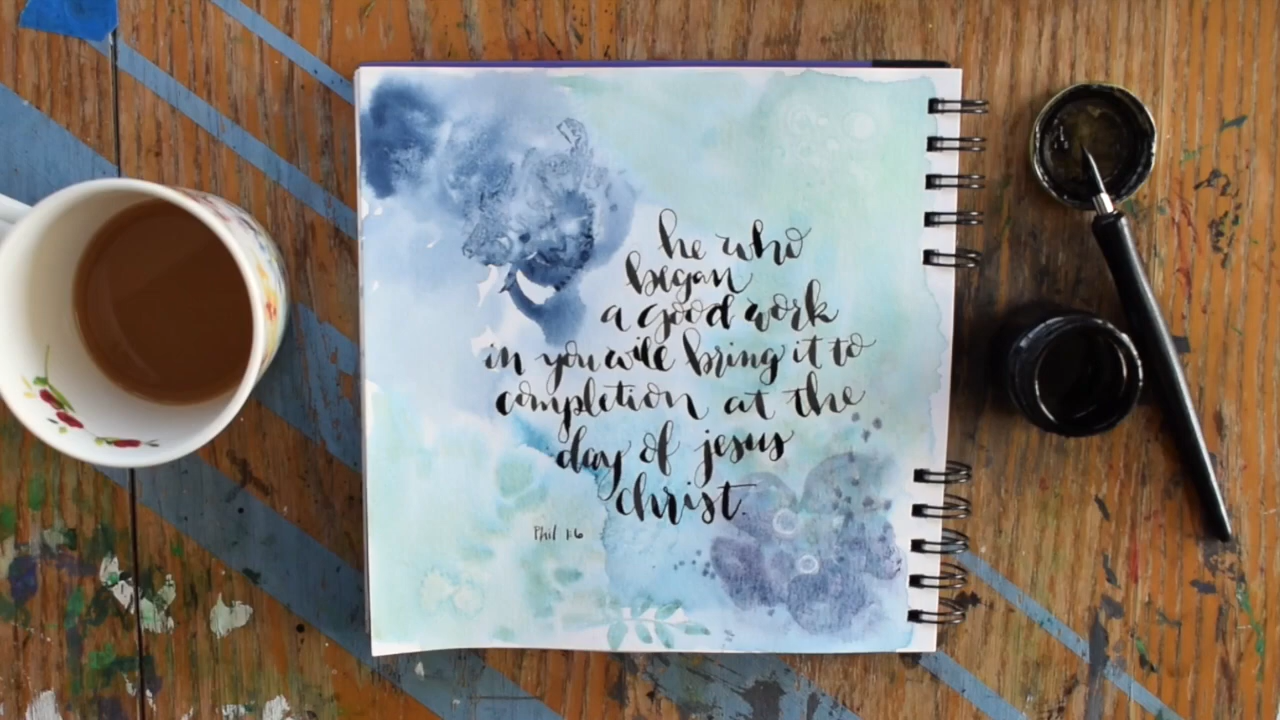 he who
began
a good work
in you will bring it to
completion at the
day of jesus
christ.
Phil 1:6